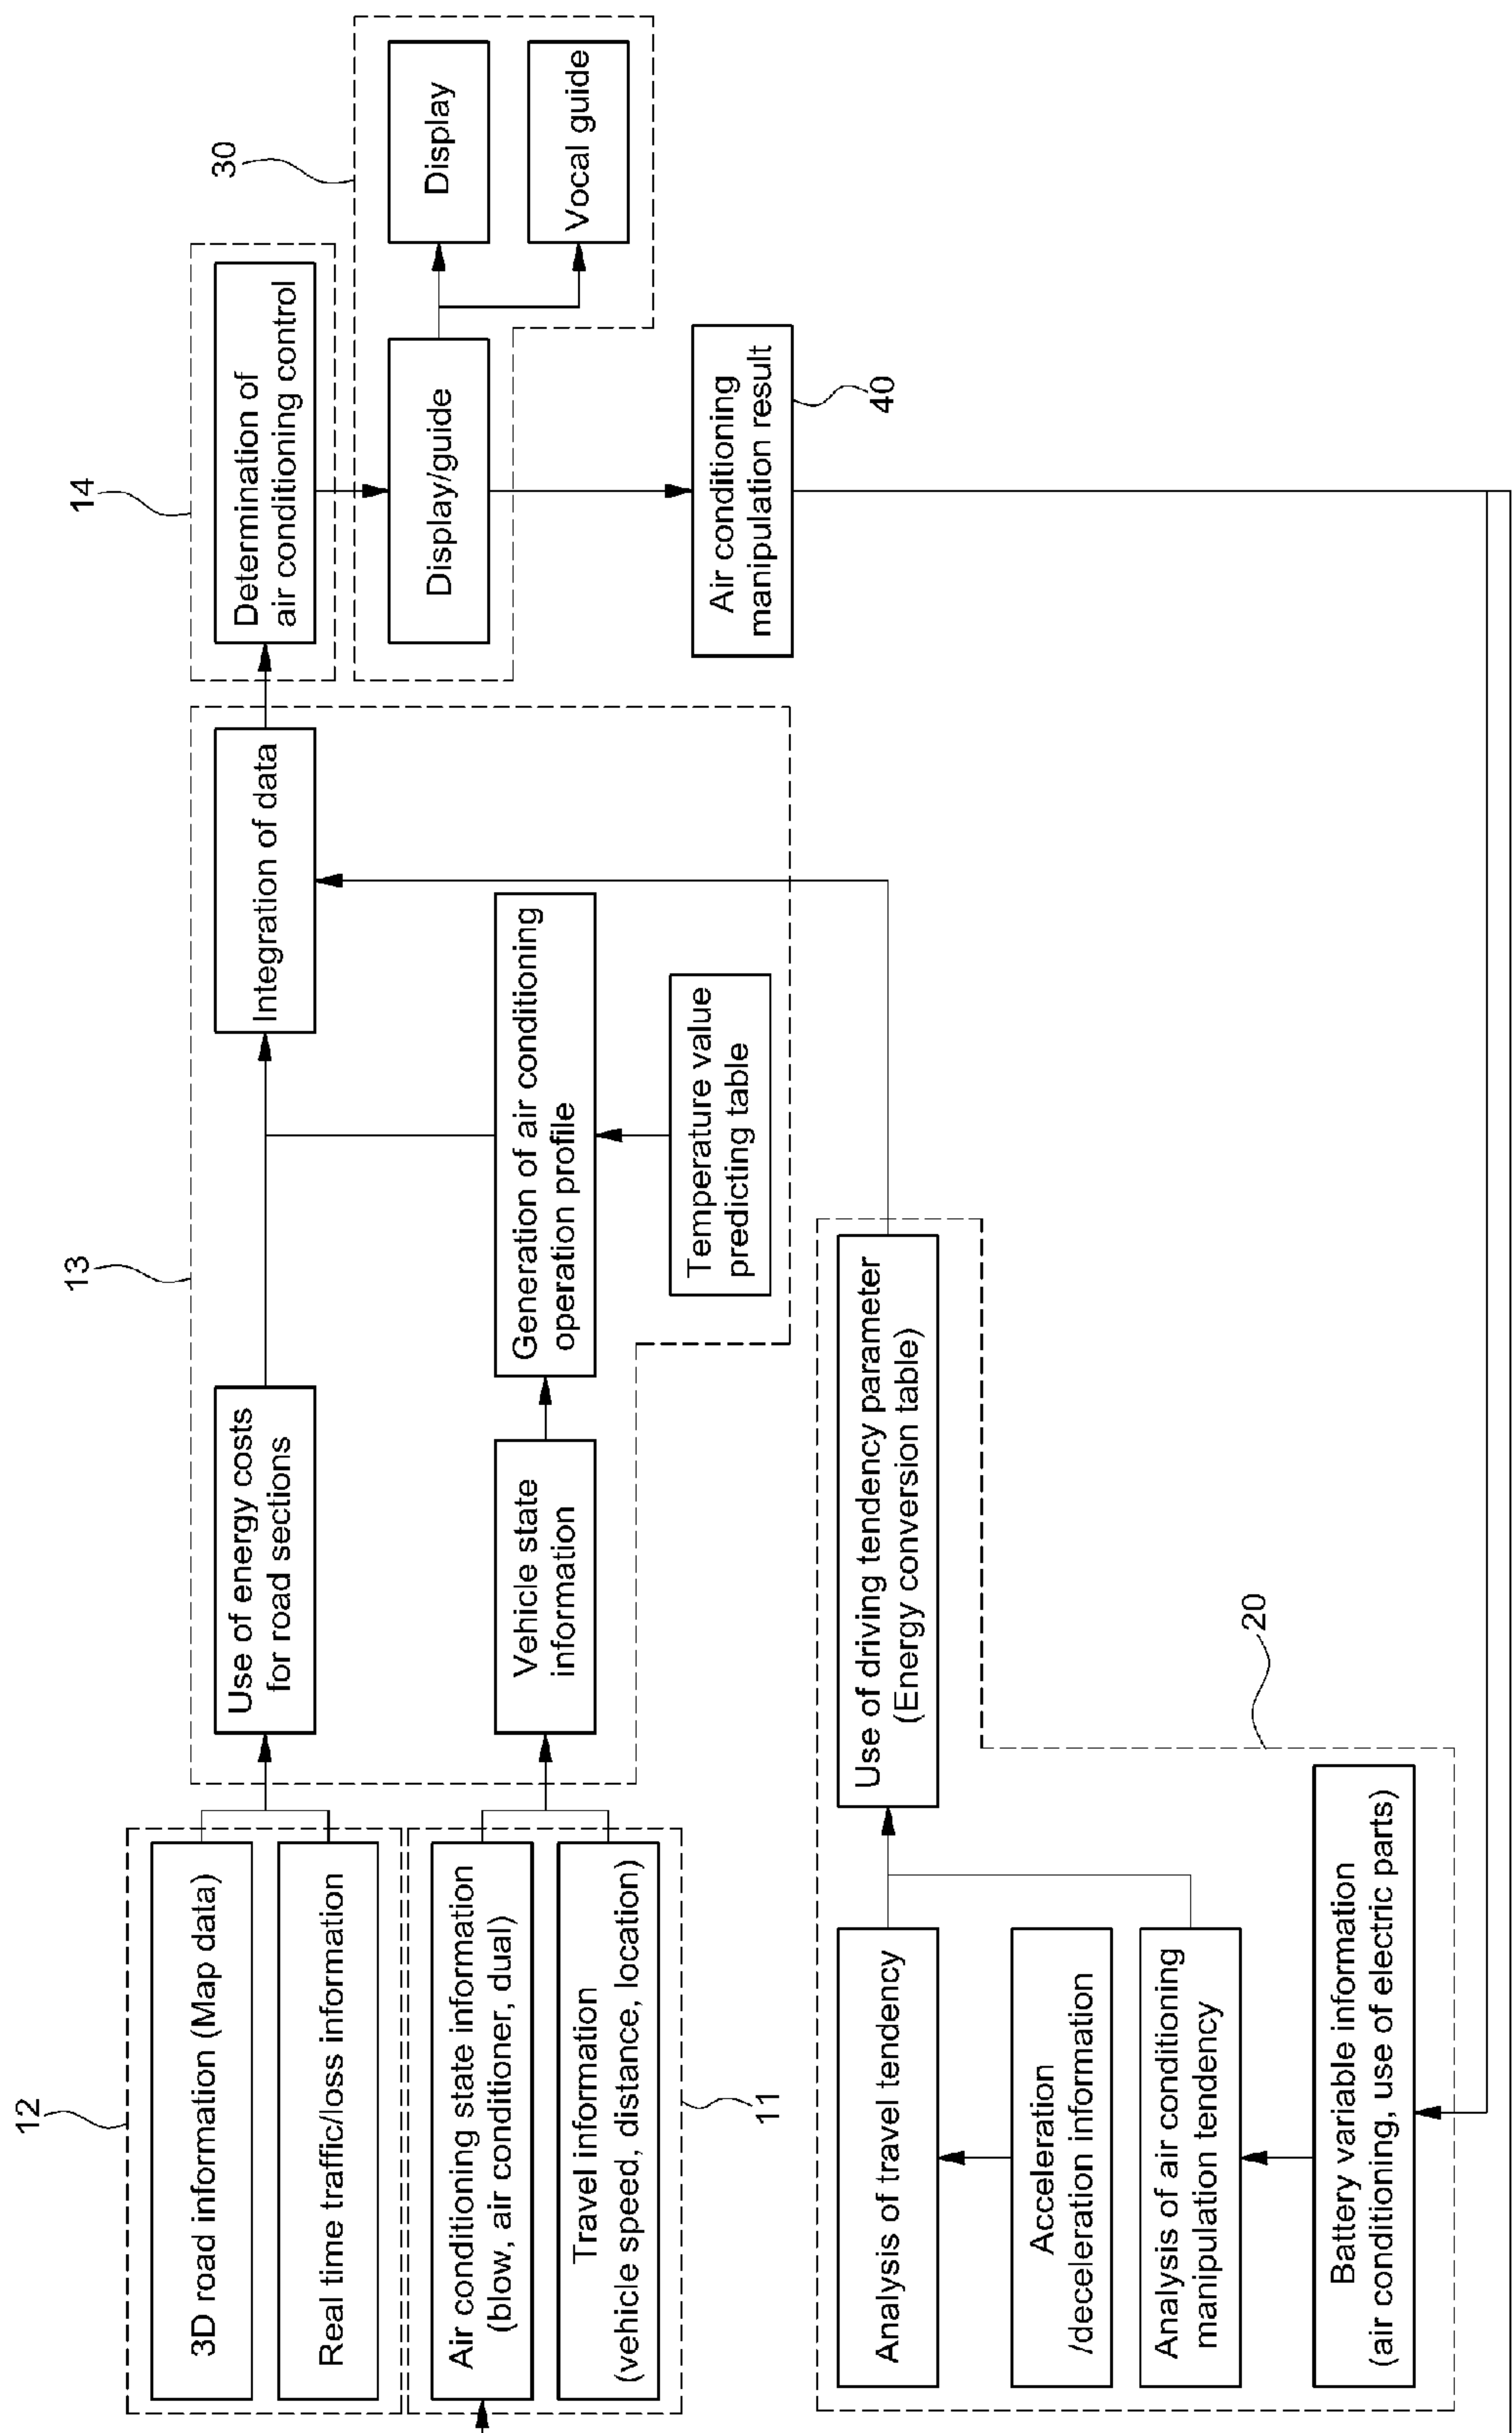 12
3D road information (Map data)
Real time traffic/loss information
Air conditioning state information
(blow, air conditioner, dual)
Travel information
(vehicle speed, distance, location)
11
13
Use of energy costs
for road sections
Vehicle state
information
Generation of air condition
operation profile
Temperature value
predicting table
Integration of data
14
Determination of
air conditioning control
30
Display/guide
Display
Vocal guide
Air conditioning
manipulation result
40
Analysis of travel tendency
Acceleration
/deceleration information
Analysis of air conditioning
manipulation tendency
Battery variable information
(air conditioning, use of electric parts)
Use of driving tendency parameter
(Energy conversion table)
20